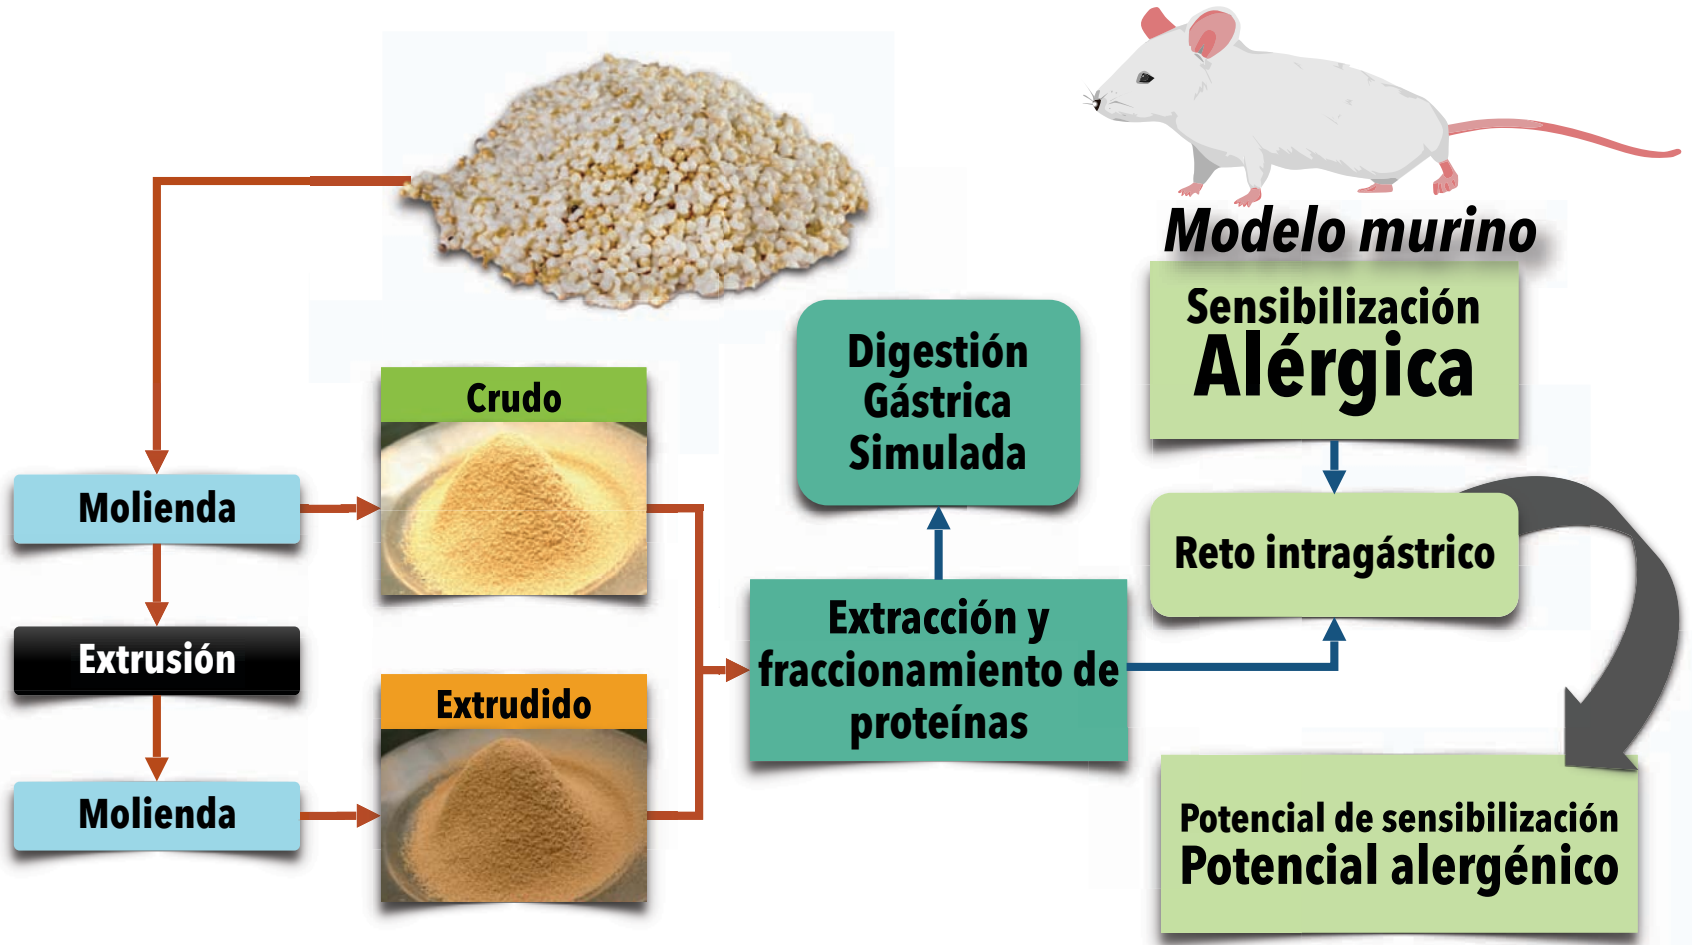 Modelo murino
Sensibilización
Alérgica
Digestión
Gástrica
Simulada
Crudo
Molienda
Reto intragástrico
Extracción y
fraccionamiento de
proteínas
Extrusión
Extrudido
Molienda
Potencial de sensibilización
Potencial alergénico